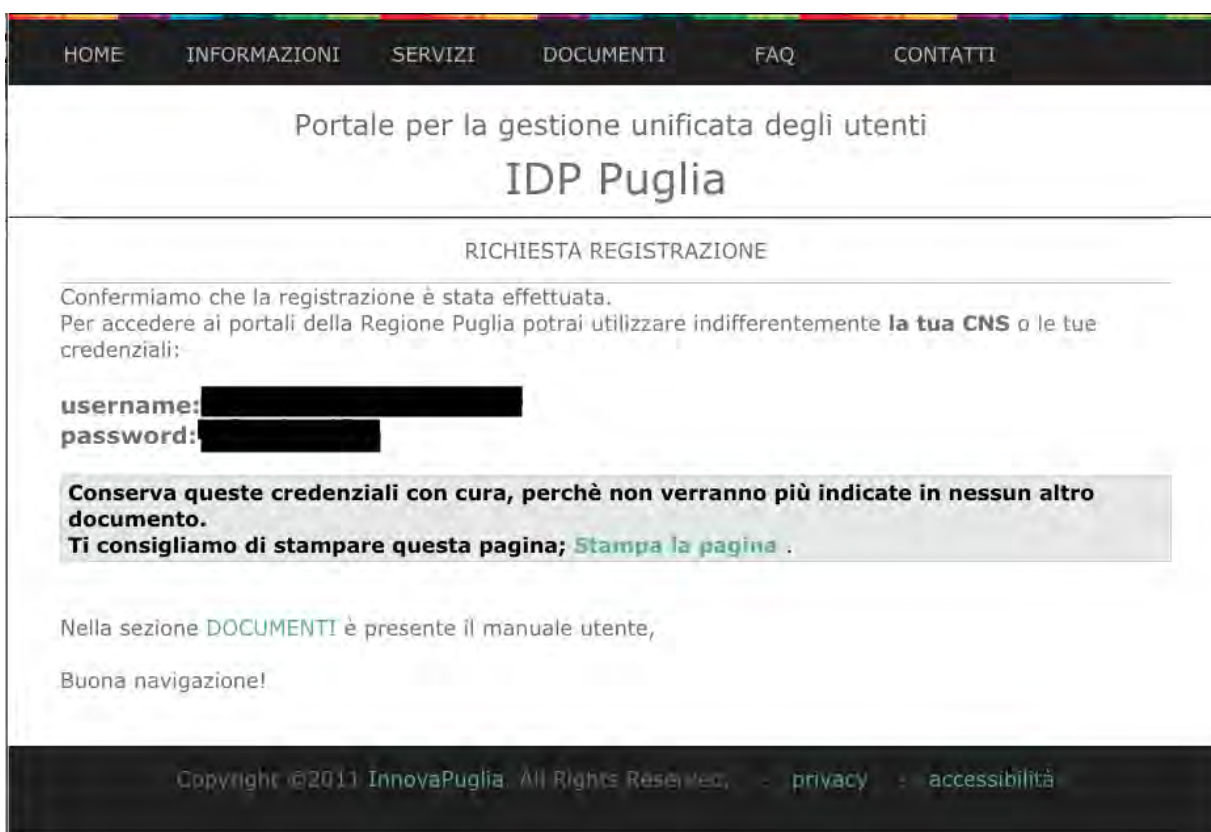 HOME INFORMAZIONI SERVIZI DOCUMENTI FAQ CONTATTI
Portale per la gestione unificata degli utenti
IDP Puglia
RICHIESTA REGISTRAZIONE
Confermiamo che la registrazione è stata effettuata.
Per accedere ai portali della Regione Puglia potrai utilizzare indifferentemente la tua CNS o le tue
credenziali:
username:
password:
Conserva queste credenziali con cura, perchè non verranno più indicate in nessun altro
documento.
Ti consigliamo di stampare questa pagina; Stampa la pagina .
Nella sezione DOCUMENTI è presente il manuale utente,
Buona navigazione!
Copyright ©2011 InnovaPuglia. All Rights Reserved. - privacy - accessibilità